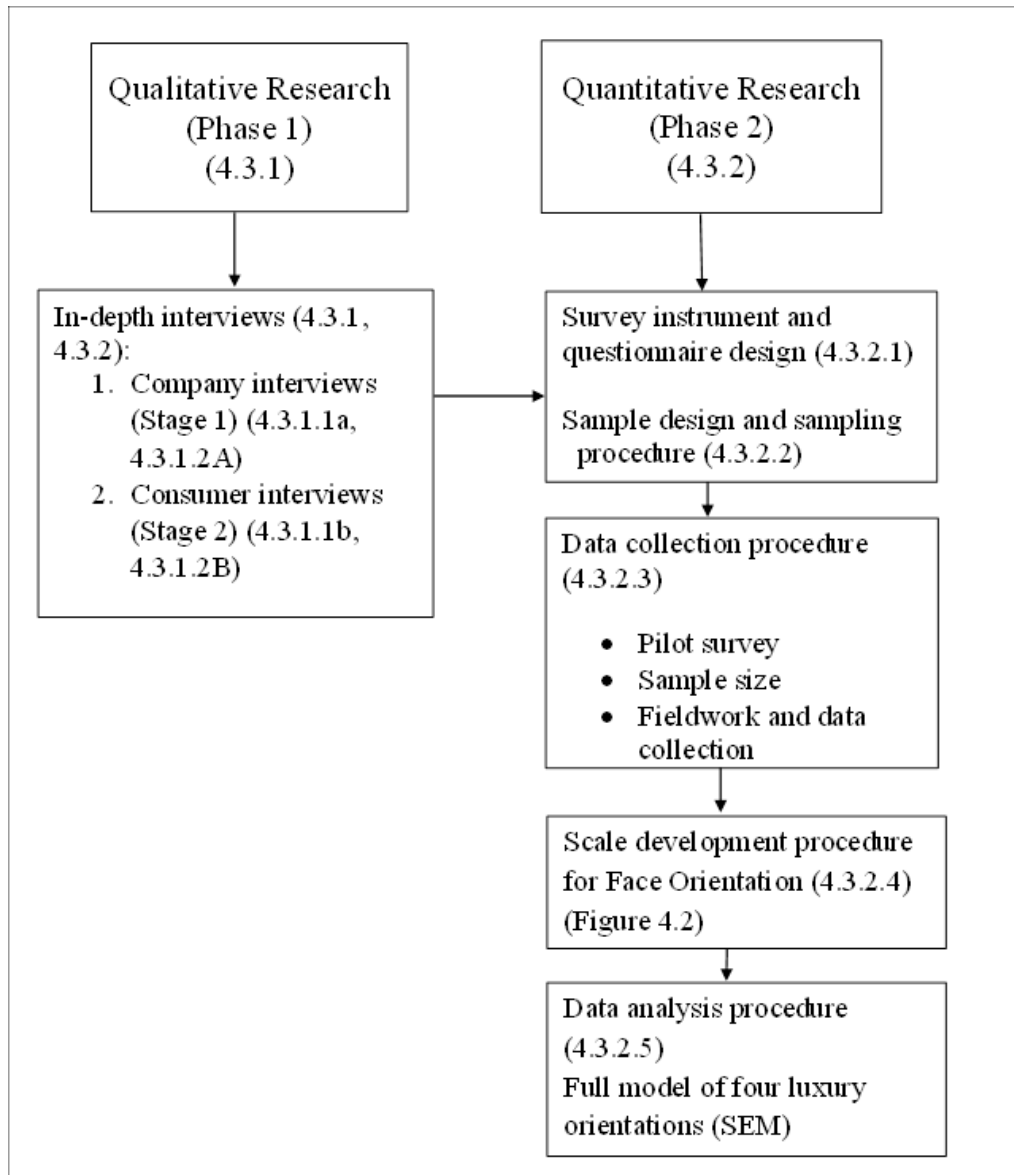 Qualitative Research
(Phase 1)
(4.3.1)
Quantitative Research
(Phase 2)
(4.3.2)
In-depth interviews (4.3.1,
4.3.2):
1. Company interviews
(Stage 1) (4.3.1.1a,
4.3.1.2A)
2. Consumer interviews
(Stage 2) (4.3.1.1b,
4.3.1.2B)
Survey instrument and
questionnaire design (4.3.2.1)
Sample design and sampling
procedure (4.3.2.2)
Data collection procedure
(4.3.2.3)
• Pilot survey
• Sample size
• Fieldwork and data
collection
Scale development procedure
for Face Orientation (4.3.2.4)
(Figure 4.2)
Data analysis procedure
(4.3.2.5)
Full model of four luxury
orientations (SEM)